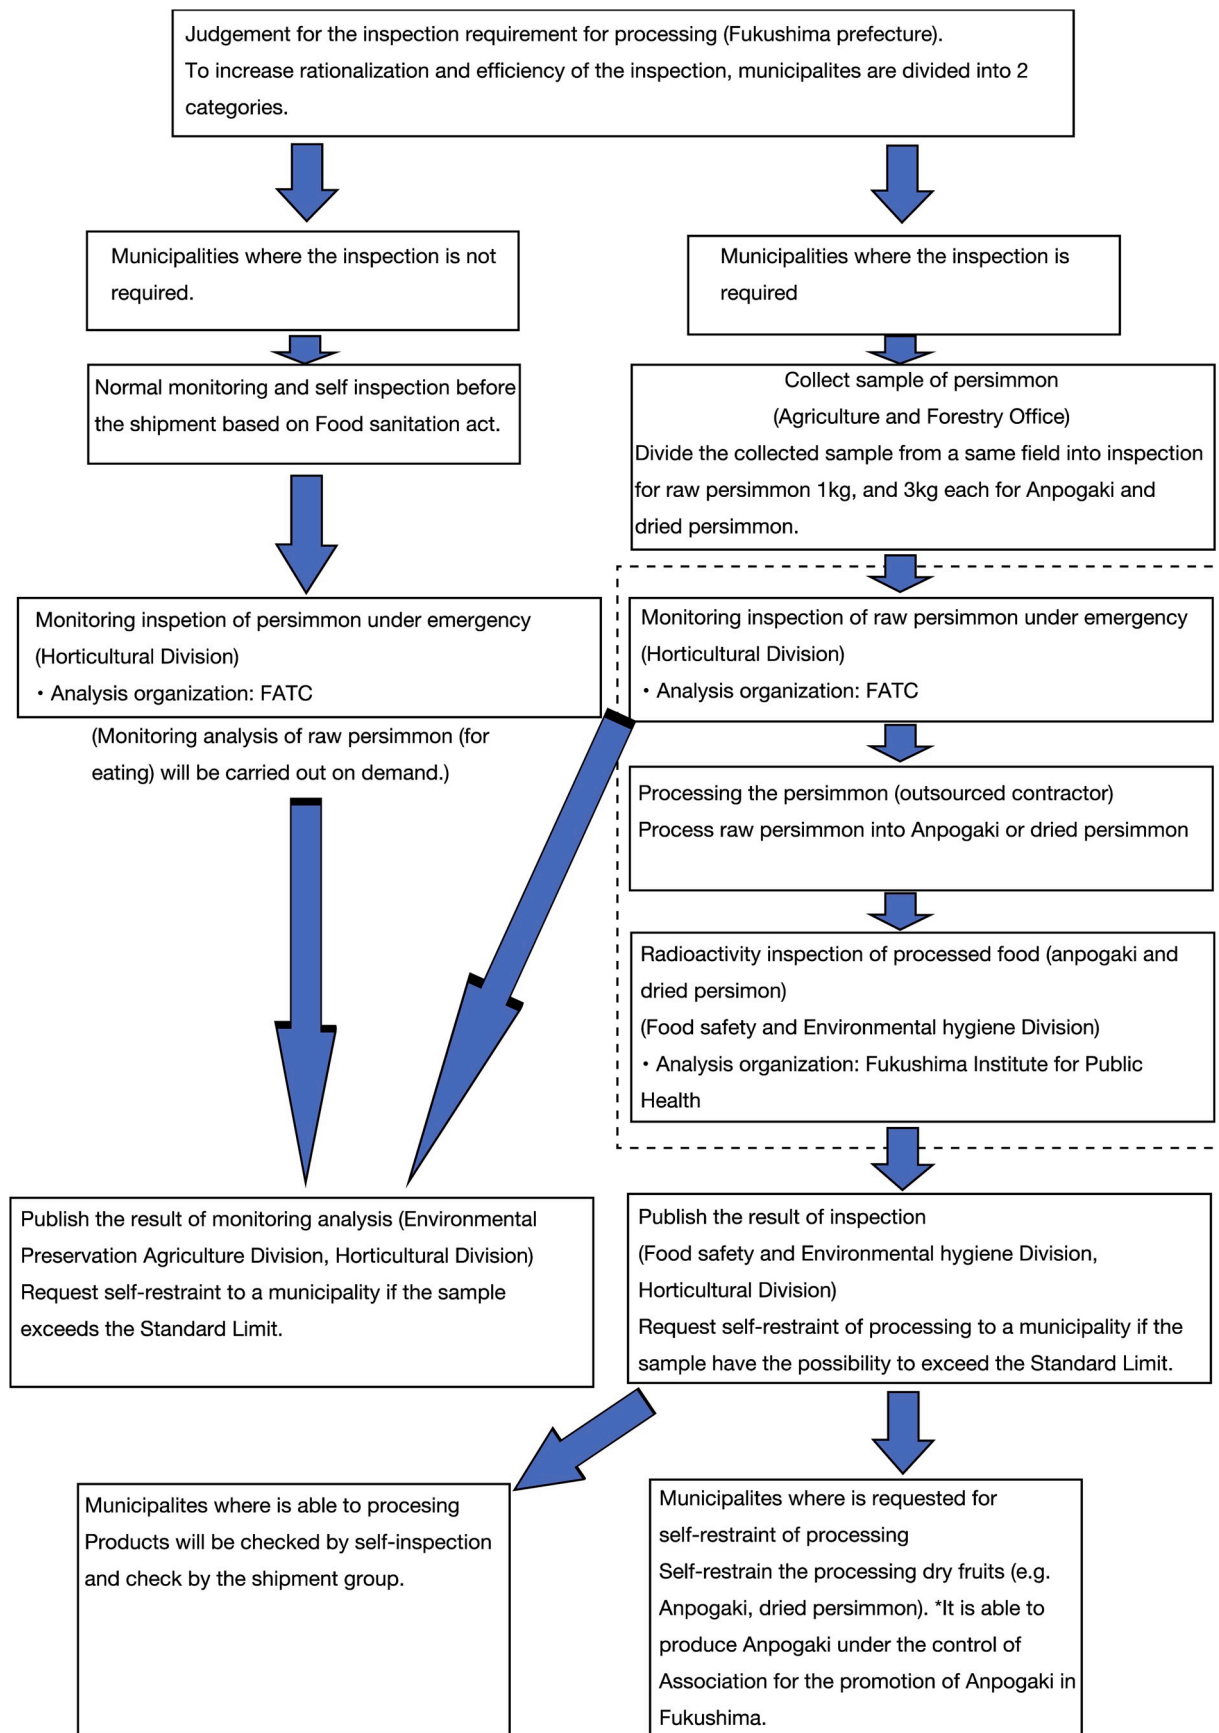 Judgement for the inspection requirement for processing (Fukushima prefecture).
To increase rationalization and efficiency of the inspection, municipalites are divided into 2
categories.
Municipalities where the inspection is not
required.
Municipalities where the inspection is
required
Normal monitoring and self inspection before
the shipment based on Food sanitation act.
Collect sample of persimmon
(Agriculture and Forestry Office)
Divide the collected sample from a same field into inspection
for raw persimmon 1kg, and 3kg each for Anpogaki and
dried persimmon.
Monitoring inspetion of persimmon under emergency
(Horticultural Division)
・Analysis organization: FATC
(Monitoring analysis of raw persimmon (for
eating) will be carried out on demand.)
Monitoring inspection of raw persimmon under emergency
(Horticultural Division)
・Analysis organization: FATC
Processing the persimmon (outsourced contractor)
Process raw persimmon into Anpogaki or dried persimmon
Radioactivity inspection of processed food (anpogaki and
dried persimon)
(Food safety and Environmental hygiene Division)
・Analysis organization: Fukushima Institute for Public
Health
Publish the result of monitoring analysis (Environmental
Preservation Agriculture Division, Horticultural Division)
Request self-restraint to a municipality if the sample
exceeds the Standard Limit.
Publish the result of inspection
(Food safety and Environmental hygiene Division,
Horticultural Division)
Request self-restraint of processing to a municipality if the
sample have the possibility to exceed the Standard Limit.
Municipalites where is able to procesing
Products will be checked by self-inspection
and check by the shipment group.
Municipalites where is requested for
self-restraint of processing
Self-restrain the processing dry fruits (e.g.
Anpogaki, dried persimmon). *It is able to
produce Anpogaki under the control of
Association for the promotion of Anpogaki in
Fukushima.